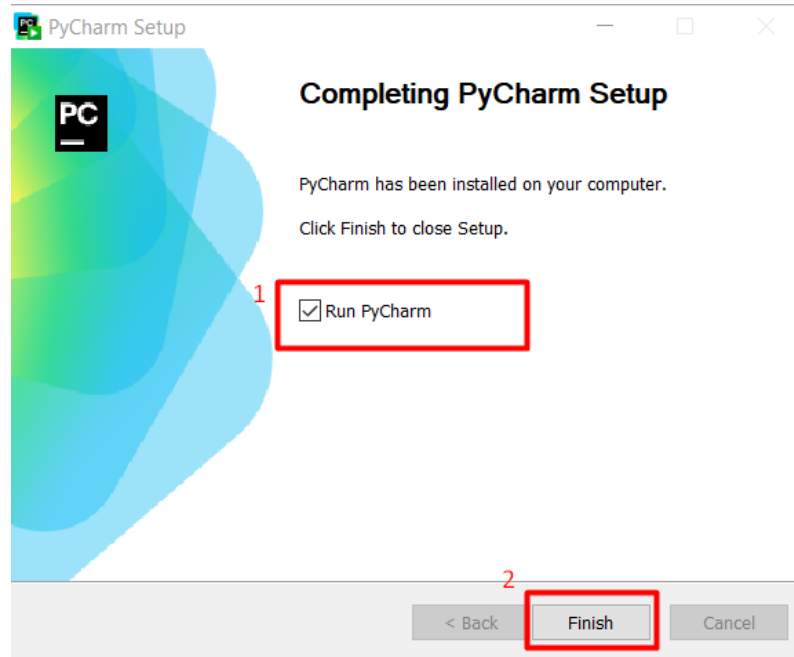 PyCharm Setup
PC
Completing PyCharm Setup
PyCharm has been installed on your computer.
Click Finish to close Setup.
1
Run PyCharm
2
< Back Finish Cancel